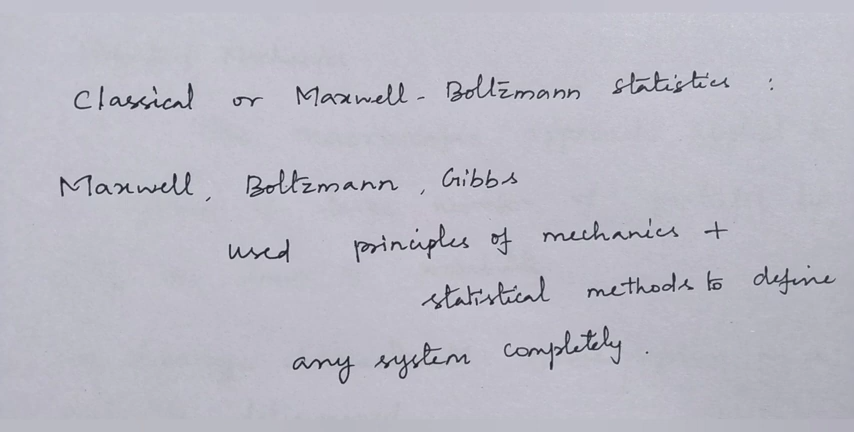 Classical or Maxwell - Boltzmann statistics :
Maxwell, Boltzmann, Gibbs
used principles of mechanics +
statistical methods to define
any system completely.